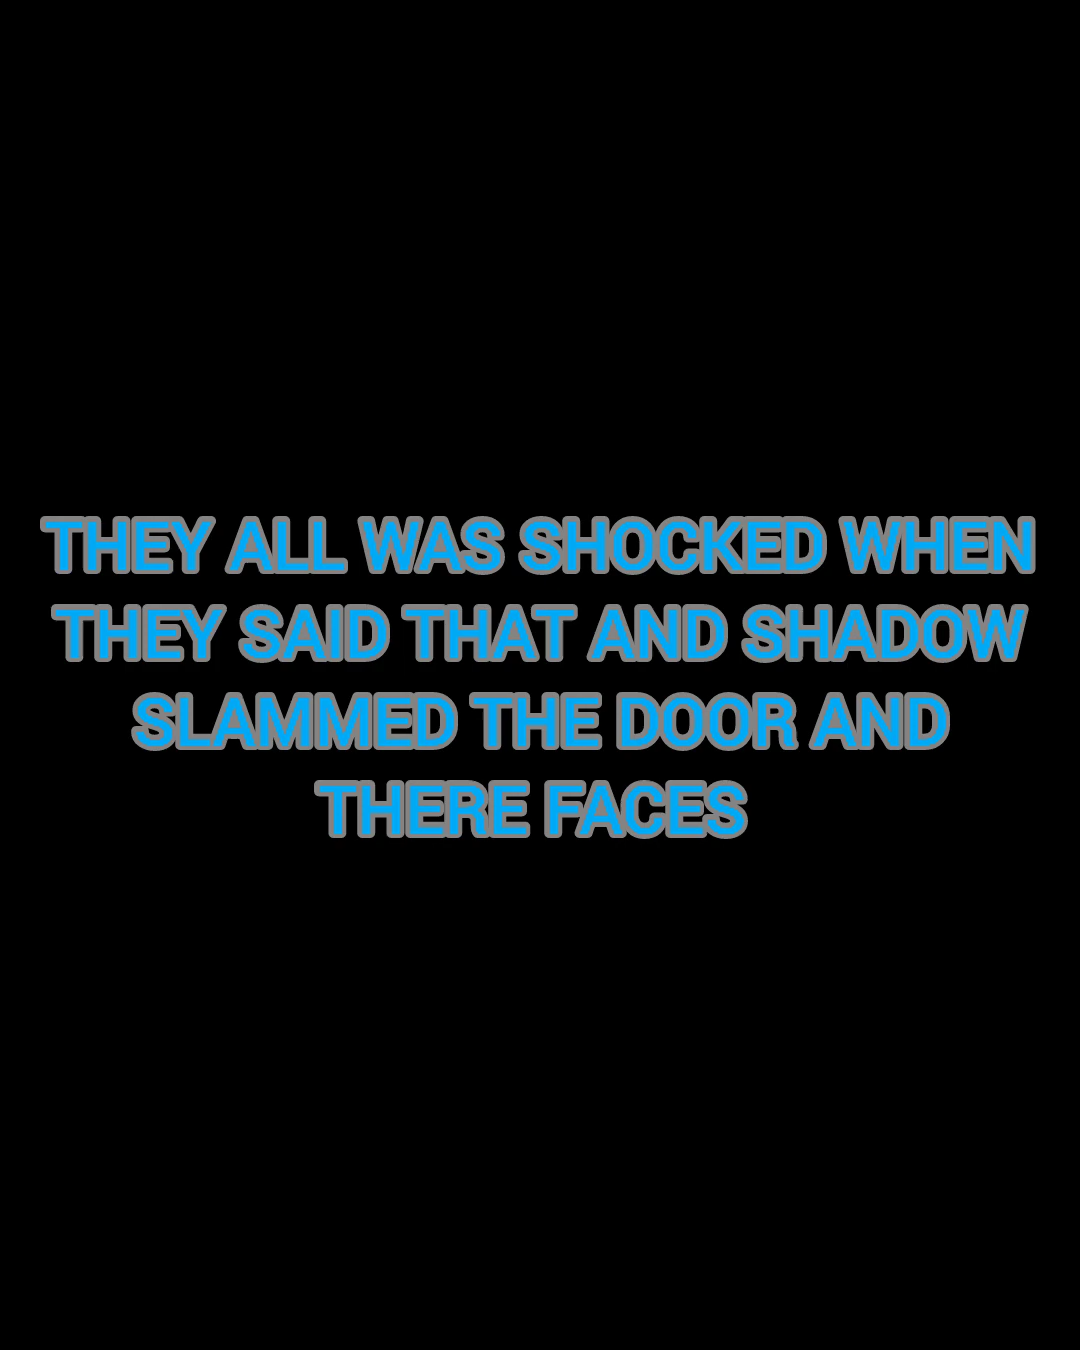 THEY ALL WAS SHOCKED WHEN
THEY SAID THAT AND SHADOW
SLAMMED THE DOOR AND
THERE FACES